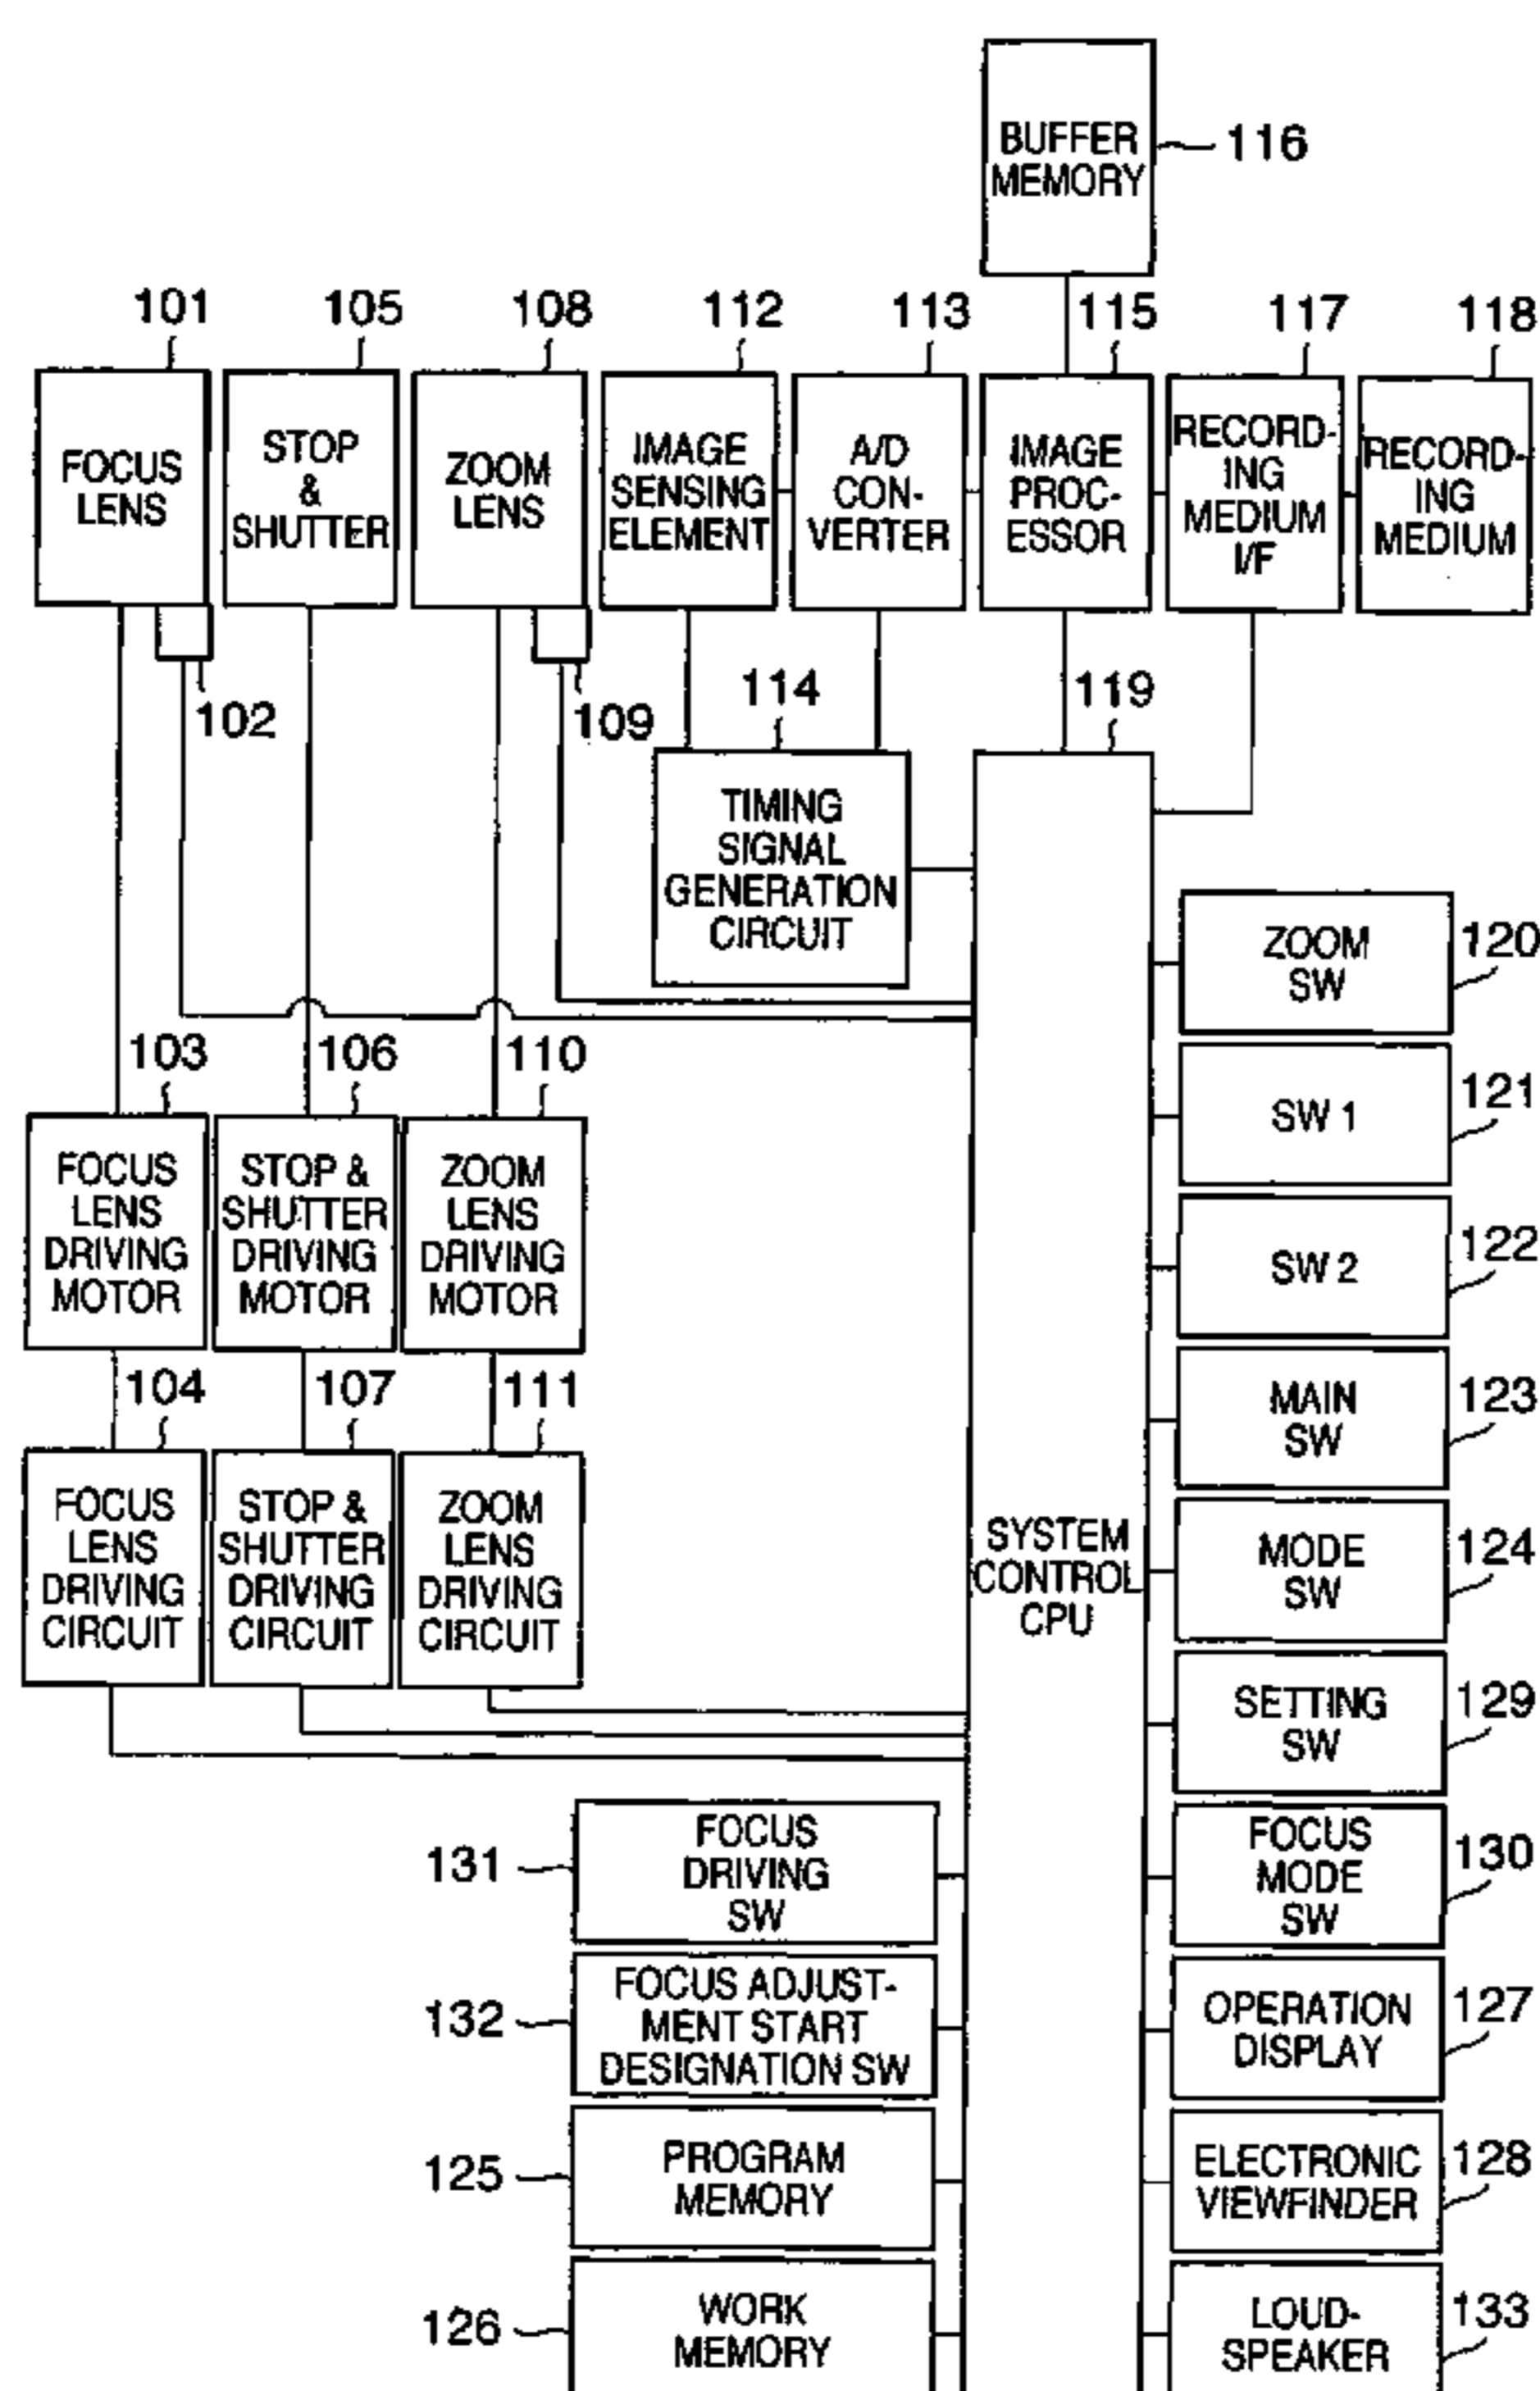 BUFFER
MEMORY
116
101
105
108
112
113
115
117
118
FOCUS
LENS
STOP
&
SHUTTER
ZOOM
LENS
IMAGE
SENSING
ELEMENT
A/D
CON-
VERTER
IMAGE
PROC-
ESSOR
RECORD-
ING
MEDIUM
I/F
RECORD-
ING
MEDIUM
102
109
114
119
TIMING
SIGNAL
GENERATION
CIRCUIT
103
106
110
FOCUS
LENS
DRIVING
MOTOR
STOP &
SHUTTER
DRIVING
MOTOR
ZOOM
LENS
DRIVING
MOTOR
104
107
111
FOCUS
LENS
DRIVING
CIRCUIT
STOP &
SHUTTER
DRIVING
CIRCUIT
ZOOM
LENS
DRIVING
CIRCUIT
SYSTEM
CONTROL
CPU
ZOOM
SW
120
SW 1
121
SW 2
122
MAIN
SW
123
MODE
SW
124
SETTING
SW
129
FOCUS
MODE
SW
130
OPERATION
DISPLAY
127
ELECTRONIC
VIEWFINDER
128
LOUD-
SPEAKER
133
131
FOCUS
DRIVING
SW
132
FOCUS ADJUST-
MENT START
DESIGNATION SW
125
PROGRAM
MEMORY
126
WORK
MEMORY